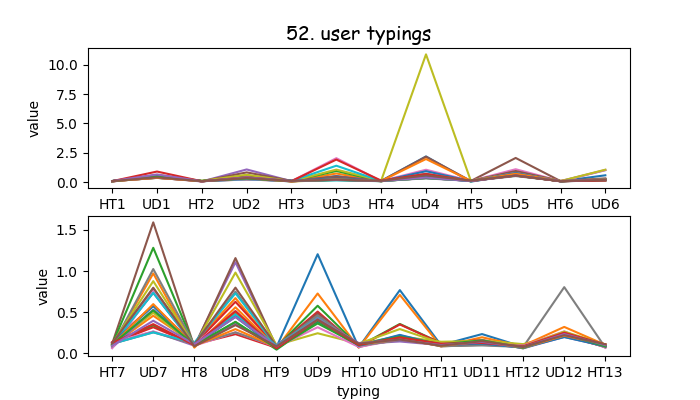 52. user typings
value
10.0
7.5
5.0
2.5
0.0
HT1 UD1 HT2 UD2 HT3 UD3 HT4 UD4 HT5 UD5 HT6 UD6
value
1.5
1.0
0.5
0.0
HT7 UD7 HT8 UD8 HT9 UD9 HT10 UD10 HT11 UD11 HT12 UD12 HT13
typing